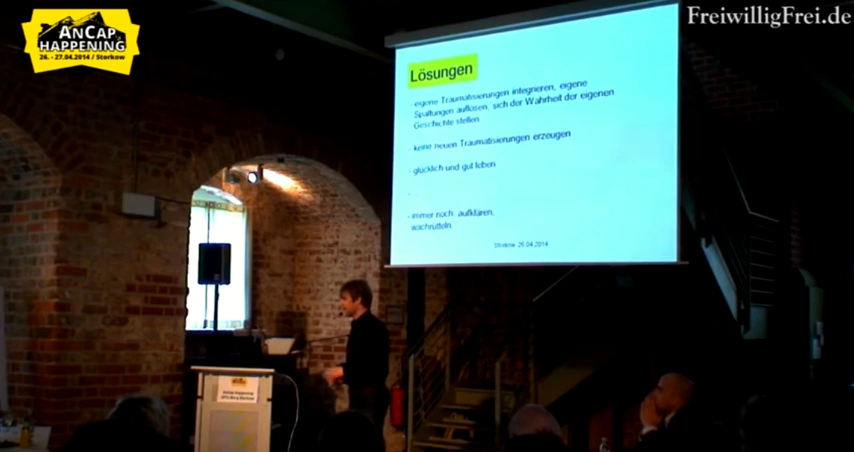 ANCAP
HAPPENING
26. - 27.04.2014 / Storkow
FreiwilligFrei.de
Lösungen
- eigene Traumatisierungen integrieren, eigene
Spaltungen auflösen, sich der Wahrheit der eigenen
Geschichte stellen
- keine neuen Traumatisierungen erzeugen
- glücklich und gut leben
-
- immer noch: aufklären,
wachrütteln
Storkow, 26.04.2014
AnCap Happening